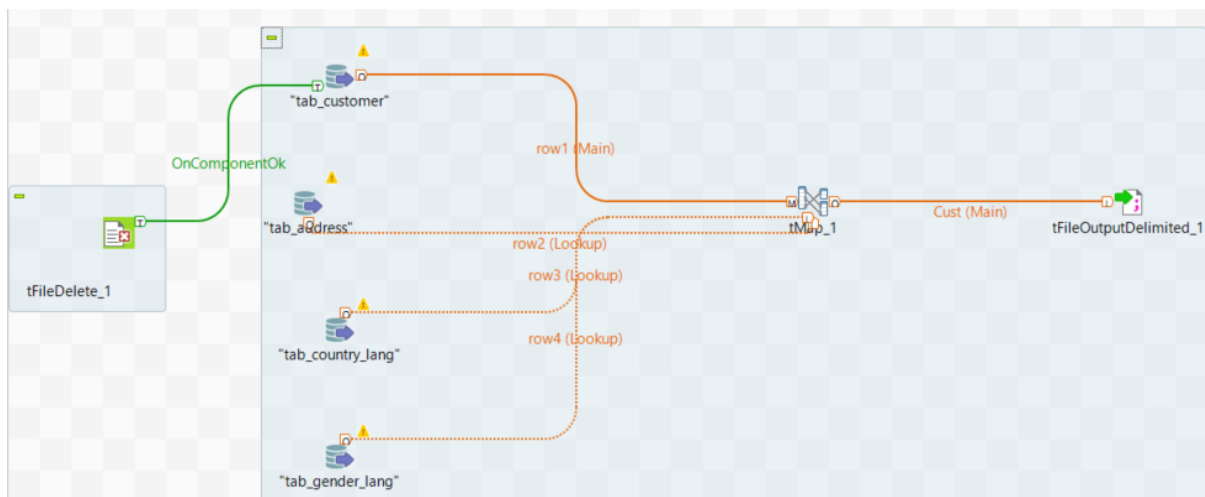 "tab_customer"
row1 (Main)
OnComponentOk
"tab_address"
tMap_1
Cust (Main)
tFileOutputDelimited_1
row2 (Lookup)
row3 (Lookup)
tFileDelete_1
row4 (Lookup)
"tab_country_lang"
"tab_gender_lang"